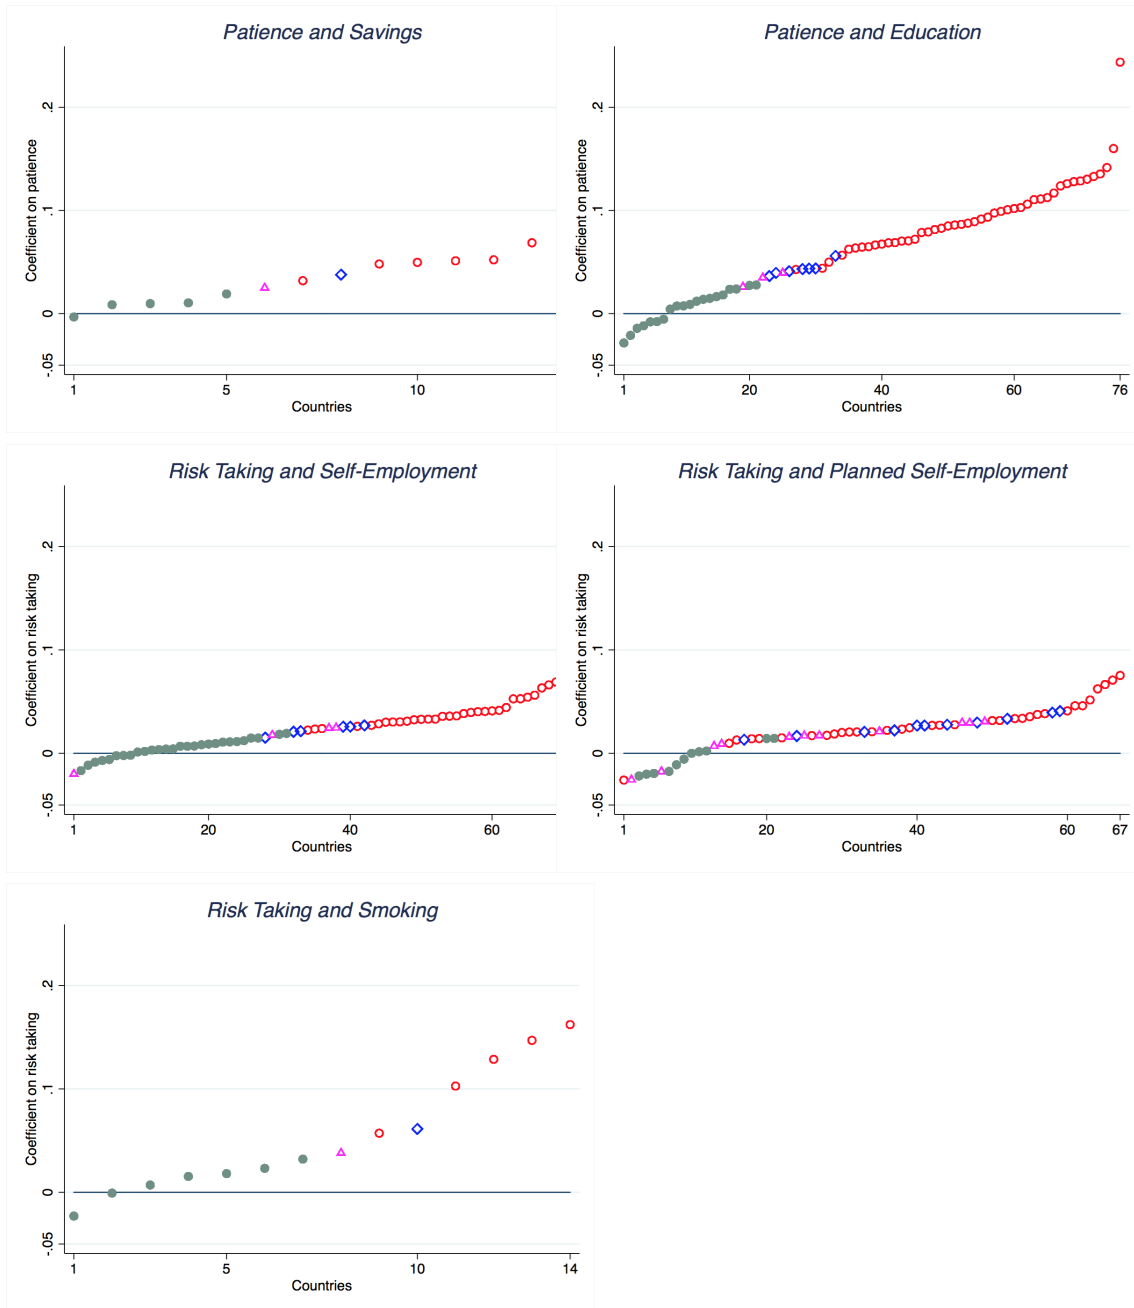 Patience and Savings
Coefficient on patience
.2
.1
0
-.05
1 5 10
Countries
Patience and Education
Coefficient on patience
.2
.1
0
-.05
1 20 40 60 76
Countries
Risk Taking and Self-Employment
Coefficient on risk taking
.2
.1
0
-.05
1 20 40 60
Countries
Risk Taking and Planned Self-Employment
Coefficient on risk taking
.2
.1
0
-.05
1 20 40 60 67
Countries
Risk Taking and Smoking
Coefficient on risk taking
.2
.1
0
-.05
1 5 10 14
Countries